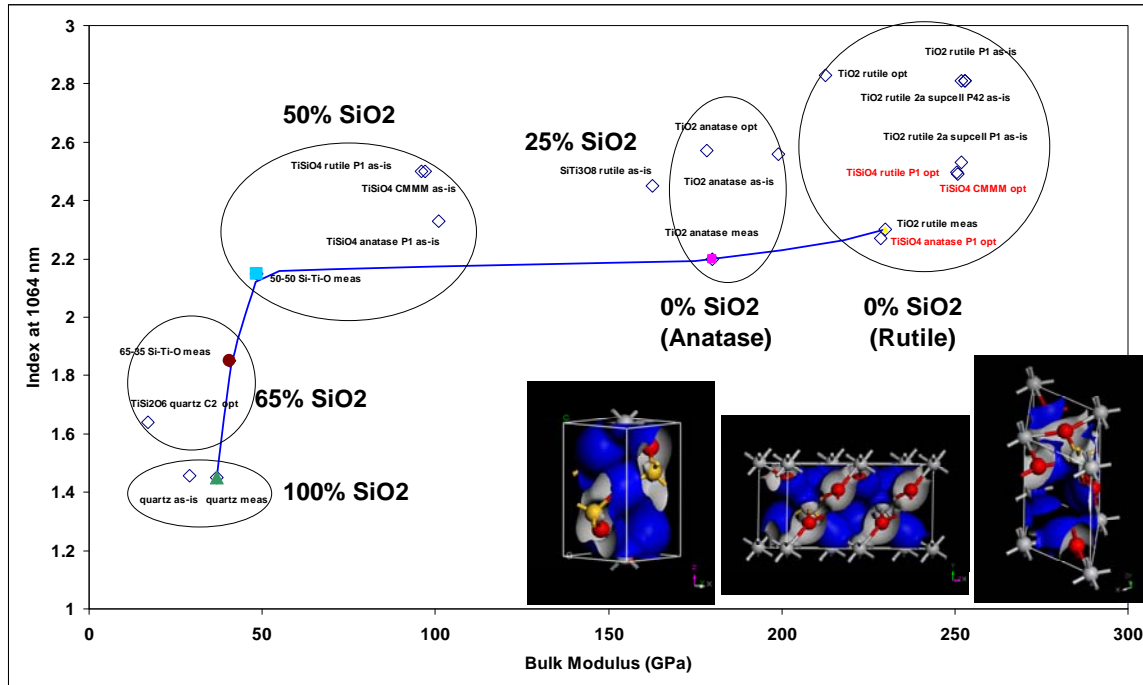 3
2.8
2.6
2.4
2.2
2
1.8
1.6
1.4
1.2
1
Index at 1064 nm
0
50
100
150
200
250
300
Bulk Modulus (GPa)
50% SiO2
TiSiO4 rutile P1 as-is
TiSiO4 CMMM as-is
TiSiO4 anatase P1 as-is
50-50 Si-Ti-O meas
25% SiO2
SiTi3O8 rutile as-is
TiO2 anatase opt
TiO2 anatase as-is
TiO2 anatase meas
TiO2 rutile P1 as-is
TiO2 rutile opt
TiO2 rutile 2a supcell P42 as-is
TiO2 rutile 2a supcell P1 as-is
TiSiO4 rutile P1 opt
TiSiO4 CMMM opt
TiO2 rutile meas
TiSiO4 anatase P1 opt
0% SiO2
(Anatase)
0% SiO2
(Rutile)
65-35 Si-Ti-O meas
TiSi2O6 quartz C2 opt
65% SiO2
quartz as-is
quartz meas
100% SiO2